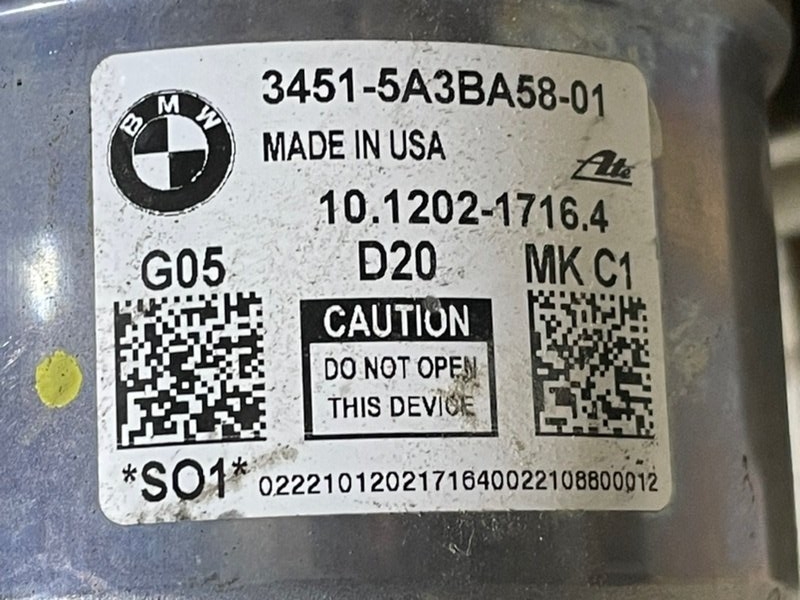 BMW
3451-5A3BA58-01
MADE IN USA
Ate
10.1202-1716.4
G05
D20
MK C1
CAUTION
DO NOT OPEN
THIS DEVICE
*SO1*
0222101202171640022108800012